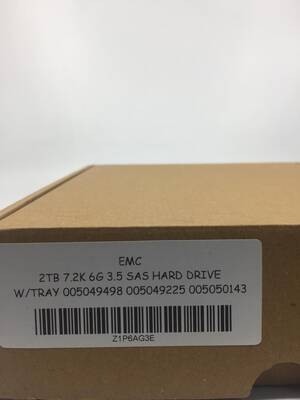 EMC
2TB 7.2K 6G 3.5 SAS HARD DRIVE
W/TRAY 005049498 005049225 005050143
Z1P6AG3E